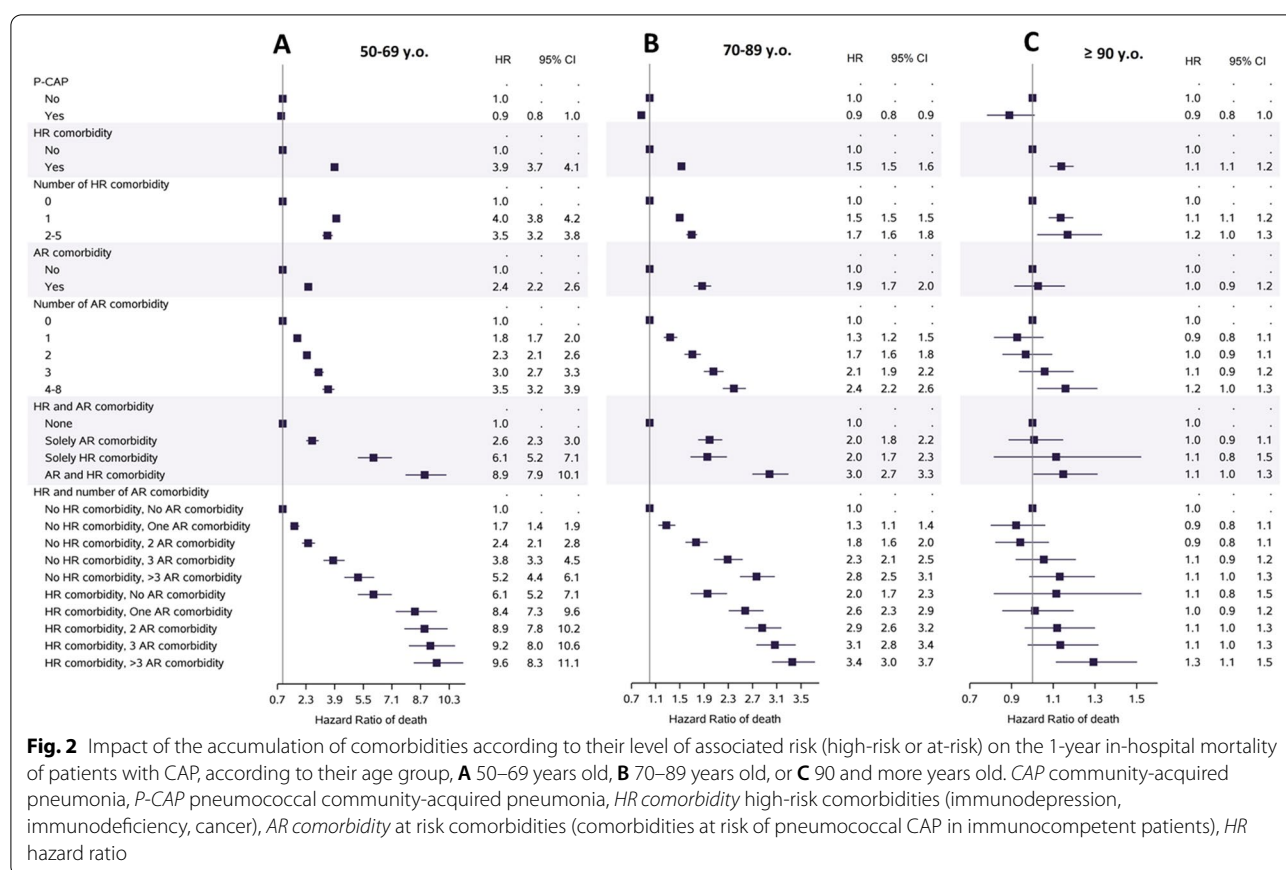 A 50-69 y.o. B 70-89 y.o. C ≥ 90 y.o.
HR 95% CI HR 95% CI HR 95% CI
P-CAP . . . . . . . . .
No 1.0 . . 1.0 . . 1.0 . .
Yes 0.9 0.8 1.0 0.9 0.8 0.9 0.9 0.8 1.0
HR comorbidity . . . . . . . . .
No 1.0 . . 1.0 . . 1.0 . .
Yes 3.9 3.7 4.1 1.5 1.5 1.6 1.1 1.1 1.2
Number of HR comorbidity . . . . . . . . .
0 1.0 . . 1.0 . . 1.0 . .
1 4.0 3.8 4.2 1.5 1.5 1.5 1.1 1.1 1.2
2-5 3.5 3.2 3.8 1.7 1.6 1.8 1.2 1.0 1.3
AR comorbidity . . . . . . . . .
No 1.0 . . 1.0 . . 1.0 . .
Yes 2.4 2.2 2.6 1.9 1.7 2.0 1.0 0.9 1.2
Number of AR comorbidity . . . . . . . . .
0 1.0 . . 1.0 . . 1.0 . .
1 1.8 1.7 2.0 1.3 1.2 1.5 0.9 0.8 1.1
2 2.3 2.1 2.6 1.7 1.6 1.8 1.0 0.9 1.1
3 3.0 2.7 3.3 2.1 1.9 2.2 1.1 0.9 1.2
4-8 3.5 3.2 3.9 2.4 2.2 2.6 1.2 1.0 1.3
HR and AR comorbidity . . . . . . . . .
None 1.0 . . 1.0 . . 1.0 . .
Solely AR comorbidity 2.6 2.3 3.0 2.0 1.8 2.2 1.0 0.9 1.1
Solely HR comorbidity 6.1 5.2 7.1 2.0 1.7 2.3 1.1 0.8 1.5
AR and HR comorbidity 8.9 7.9 10.1 3.0 2.7 3.3 1.1 1.0 1.3
HR and number of AR comorbidity . . . . . . . . .
No HR comorbidity, No AR comorbidity 1.0 . . 1.0 . . 1.0 . .
No HR comorbidity, One AR comorbidity 1.7 1.4 1.9 1.3 1.1 1.4 0.9 0.8 1.1
No HR comorbidity, 2 AR comorbidity 2.4 2.1 2.8 1.8 1.6 2.0 0.9 0.8 1.1
No HR comorbidity, 3 AR comorbidity 3.8 3.3 4.5 2.3 2.1 2.5 1.1 0.9 1.2
No HR comorbidity, >3 AR comorbidity 5.2 4.4 6.1 2.8 2.5 3.1 1.1 1.0 1.3
HR comorbidity, No AR comorbidity 6.1 5.2 7.1 2.0 1.7 2.3 1.1 0.8 1.5
HR comorbidity, One AR comorbidity 8.4 7.3 9.6 2.6 2.3 2.9 1.0 0.9 1.2
HR comorbidity, 2 AR comorbidity 8.9 7.8 10.2 2.9 2.6 3.2 1.1 1.0 1.3
HR comorbidity, 3 AR comorbidity 9.2 8.0 10.6 3.1 2.8 3.4 1.1 1.0 1.3
HR comorbidity, >3 AR comorbidity 9.6 8.3 11.1 3.4 3.0 3.7 1.3 1.1 1.5
0.7 2.3 3.9 5.5 7.1 8.7 10.3 0.7 1.1 1.5 1.9 2.3 2.7 3.1 3.5 0.7 0.9 1.1 1.3 1.5
Hazard Ratio of death Hazard Ratio of death Hazard Ratio of death
Fig. 2 Impact of the accumulation of comorbidities according to their level of associated risk (high-risk or at-risk) on the 1-year in-hospital mortality
of patients with CAP, according to their age group, A 50–69 years old, B 70–89 years old, or C 90 and more years old. CAP community-acquired
pneumonia, P-CAP pneumococcal community-acquired pneumonia, HR comorbidity high-risk comorbidities (immunodepression,
immunodeficiency, cancer), AR comorbidity at risk comorbidities (comorbidities at risk of pneumococcal CAP in immunocompetent patients), HR
hazard ratio